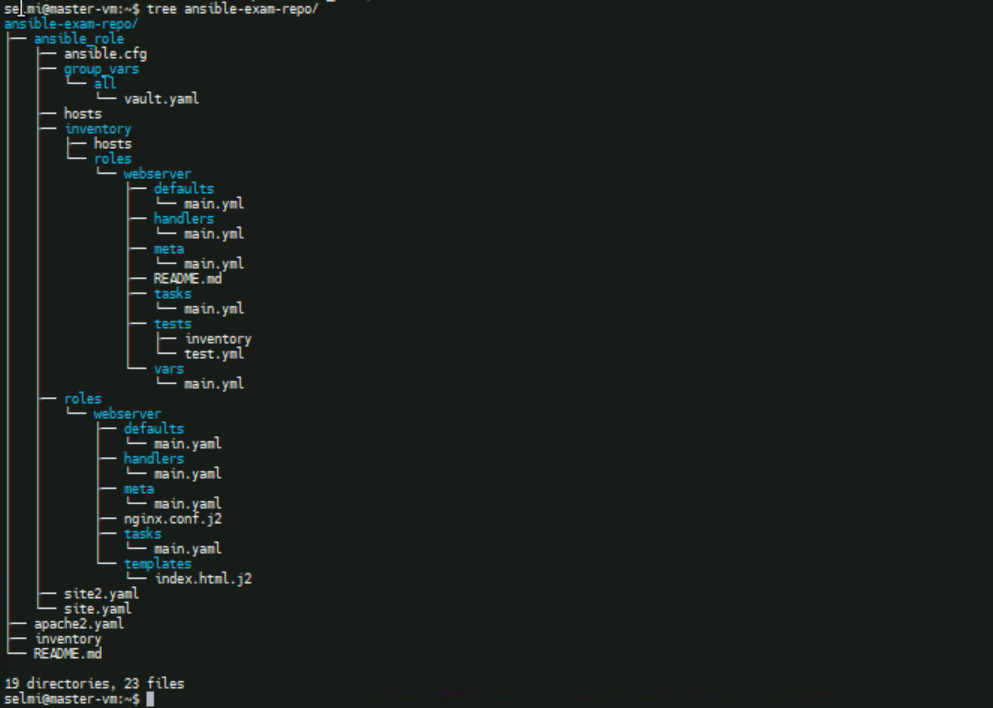 selmi@master-vm:~$ tree ansible-exam-repo/
ansible-exam-repo/
├── ansible_role
│   ├── ansible.cfg
│   ├── group_vars
│   │   └── all
│   │       └── vault.yaml
│   ├── hosts
│   ├── inventory
│   │   ├── hosts
│   │   └── roles
│   │       └── webserver
│   │           ├── defaults
│   │           │   └── main.yml
│   │           ├── handlers
│   │           │   └── main.yml
│   │           ├── meta
│   │           │   └── main.yml
│   │           ├── README.md
│   │           ├── tasks
│   │           │   └── main.yml
│   │           ├── tests
│   │           │   ├── inventory
│   │           │   └── test.yml
│   │           └── vars
│   │               └── main.yml
│   ├── roles
│   │   └── webserver
│   │       ├── defaults
│   │       │   └── main.yaml
│   │       ├── handlers
│   │       │   └── main.yaml
│   │       ├── meta
│   │       │   └── main.yaml
│   │       ├── nginx.conf.j2
│   │       ├── tasks
│   │       │   └── main.yaml
│   │       └── templates
│   │           └── index.html.j2
│   ├── site2.yaml
│   └── site.yaml
├── apache2.yaml
├── inventory
└── README.md
19 directories, 23 files
selmi@master-vm:~$